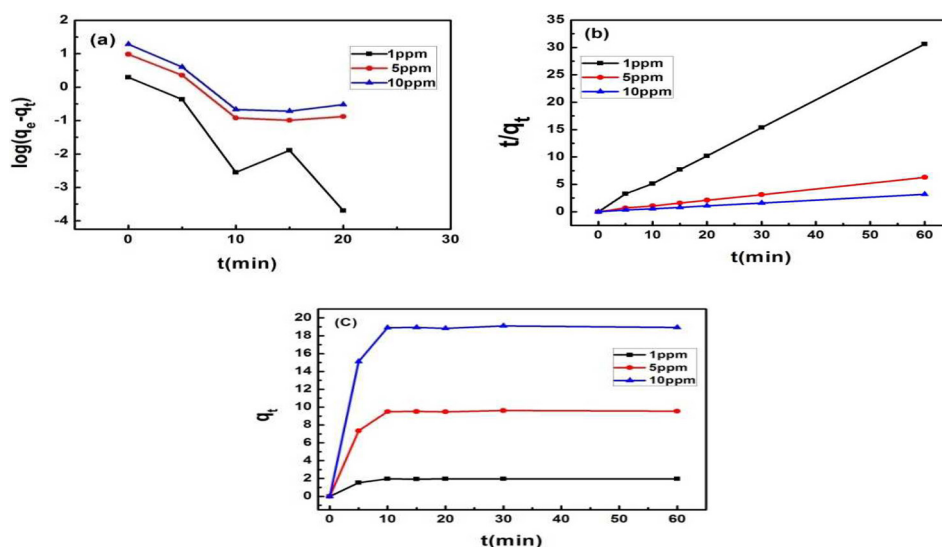 (a)
2
1
0
-1
-2
-3
-4
log(qₑ-qₜ)
1ppm
5ppm
10ppm
0 10 20 30
t(min)
(b)
35
30
25
20
15
10
5
0
t/qₜ
1ppm
5ppm
10ppm
0 10 20 30 40 50 60
t(min)
(C)
20
18
16
14
12
10
8
6
4
2
0
qₜ
1ppm
5ppm
10ppm
0 10 20 30 40 50 60
t(min)